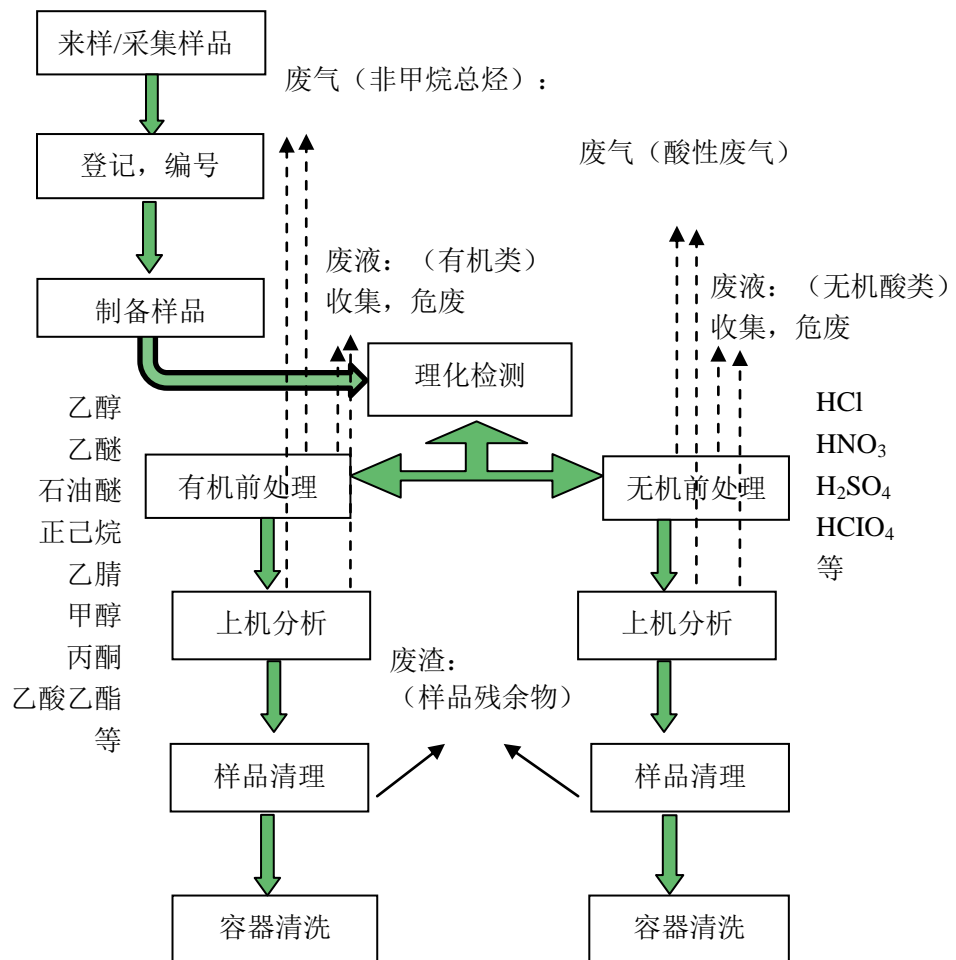 来样/采集样品
废气（非甲烷总烃）：
登记，编号
废气（酸性废气）
废液：（有机类）
收集，危废
制备样品
废液：（无机酸类）
收集，危废
理化检测
乙醇
乙醚
石油醚
正己烷
乙腈
甲醇
丙酮
乙酸乙酯
等
有机前处理
无机前处理
HCl
HNO₃
H₂SO₄
HCIO₄
等
上机分析
上机分析
废渣：
（样品残余物）
样品清理
样品清理
容器清洗
容器清洗